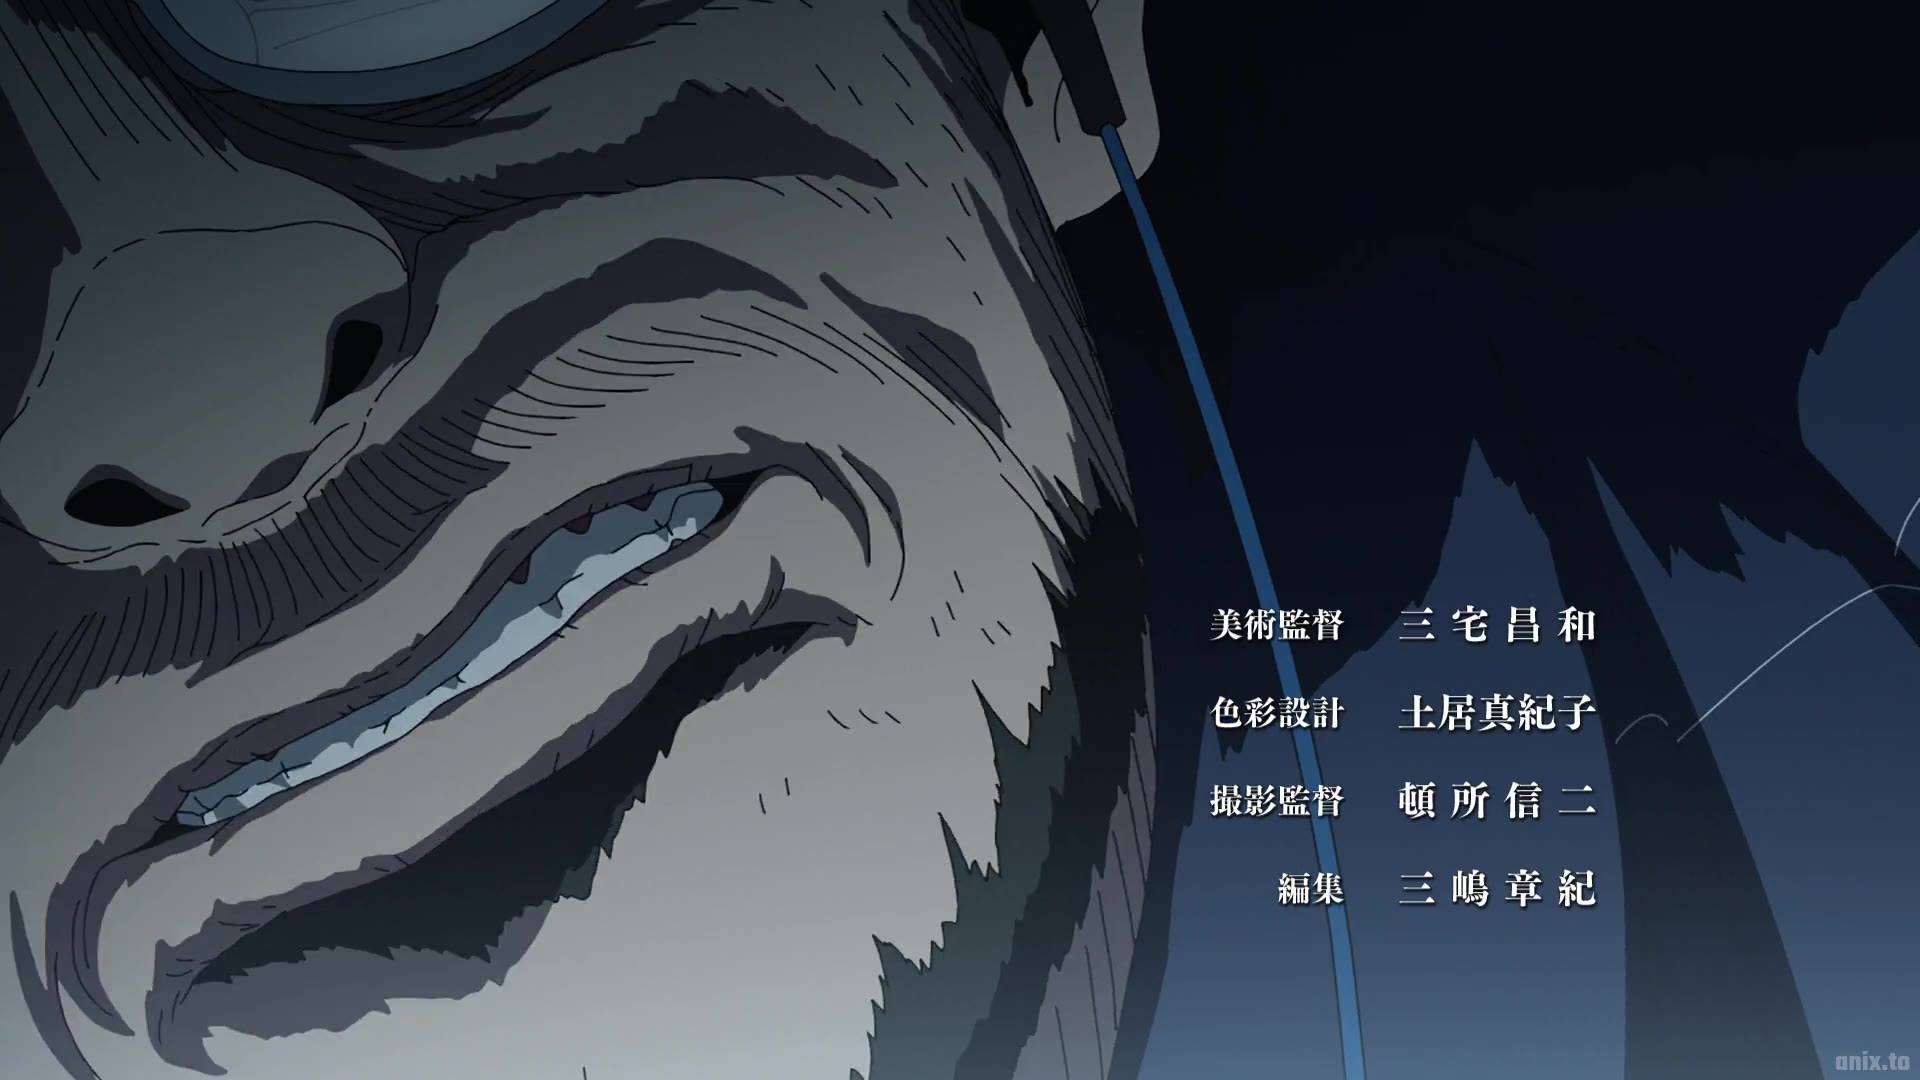 美術監督 三宅昌和
色彩設計 土居真紀子
撮影監督 頓所信二
編集 三嶋章紀
anix.to